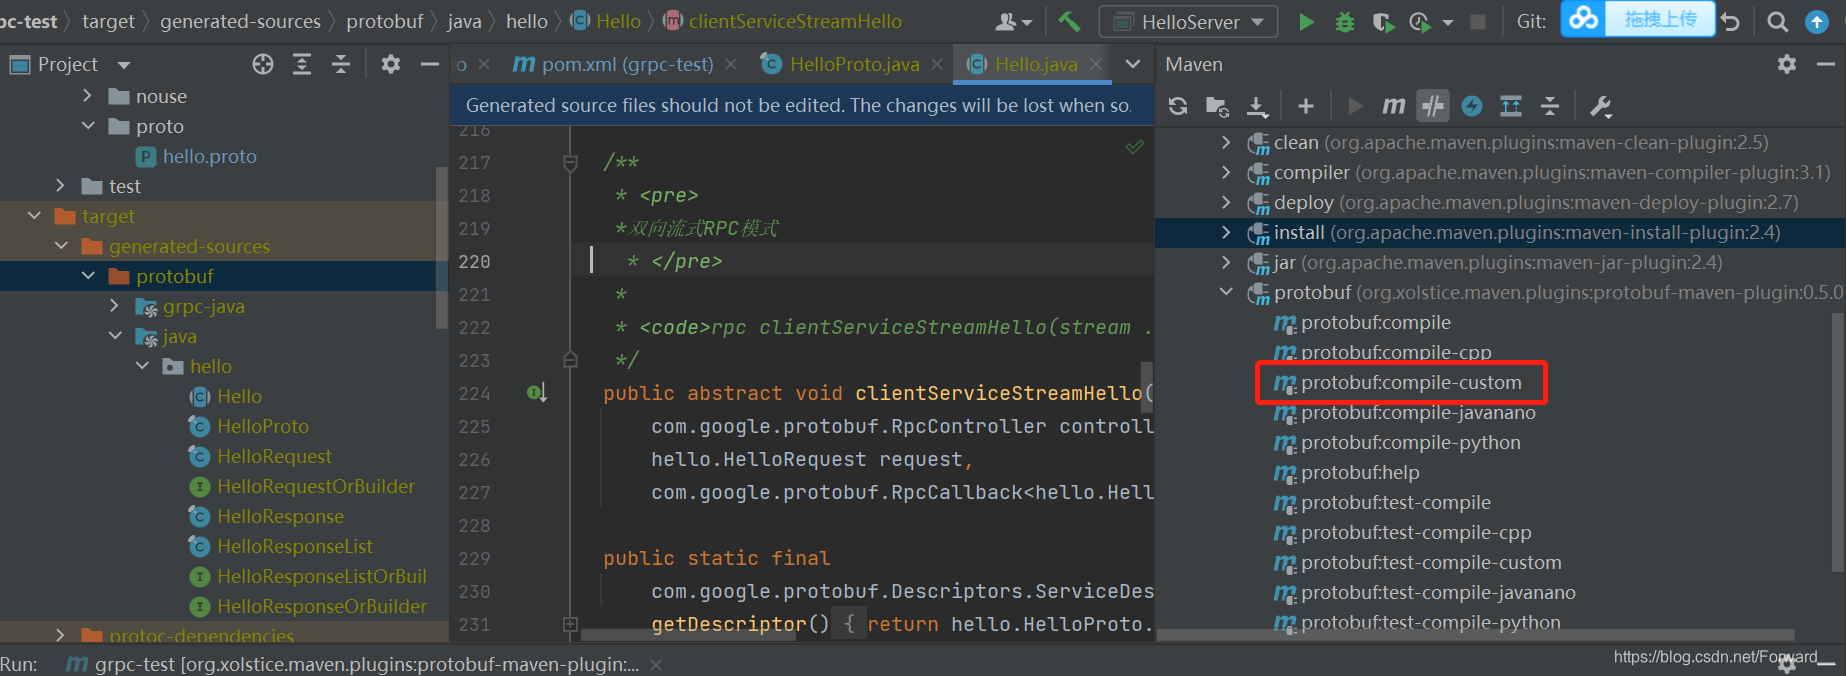 pc-test target generated-sources protobuf java hello Hello clientServiceStreamHello HelloServer Git: 拖拽上传
Project
nouse
proto
hello.proto
test
target
generated-sources
protobuf
grpc-java
java
hello
Hello
HelloProto
HelloRequest
HelloRequestOrBuilder
HelloResponse
HelloResponseList
HelloResponseListOrBuil
HelloResponseOrBuilder
protoc-dependencies
o pom.xml (grpc-test) HelloProto.java Hello.java
Generated source files should not be edited. The changes will be lost when so.
216
217 /**
218 * <pre>
219 *双向流式RPC模式
220 * </pre>
221 *
222 * <code>rpc clientServiceStreamHello(stream .
223 */
224 public abstract void clientServiceStreamHello(
225 com.google.protobuf.RpcController controll
226 hello.HelloRequest request,
227 com.google.protobuf.RpcCallback<hello.Hell
228
229 public static final
230 com.google.protobuf.Descriptors.ServiceDes
231 getDescriptor() { return hello.HelloProto.
Maven
clean (org.apache.maven.plugins:maven-clean-plugin:2.5)
compiler (org.apache.maven.plugins:maven-compiler-plugin:3.1)
deploy (org.apache.maven.plugins:maven-deploy-plugin:2.7)
install (org.apache.maven.plugins:maven-install-plugin:2.4)
jar (org.apache.maven.plugins:maven-jar-plugin:2.4)
protobuf (org.xolstice.maven.plugins:protobuf-maven-plugin:0.5.0
protobuf:compile
protobuf:compile-cpp
protobuf:compile-custom
protobuf:compile-javanano
protobuf:compile-python
protobuf:help
protobuf:test-compile
protobuf:test-compile-cpp
protobuf:test-compile-custom
protobuf:test-compile-javanano
protobuf:test-compile-python
Run: grpc-test [org.xolstice.maven.plugins:protobuf-maven-plugin:...
https://blog.csdn.net/Forward